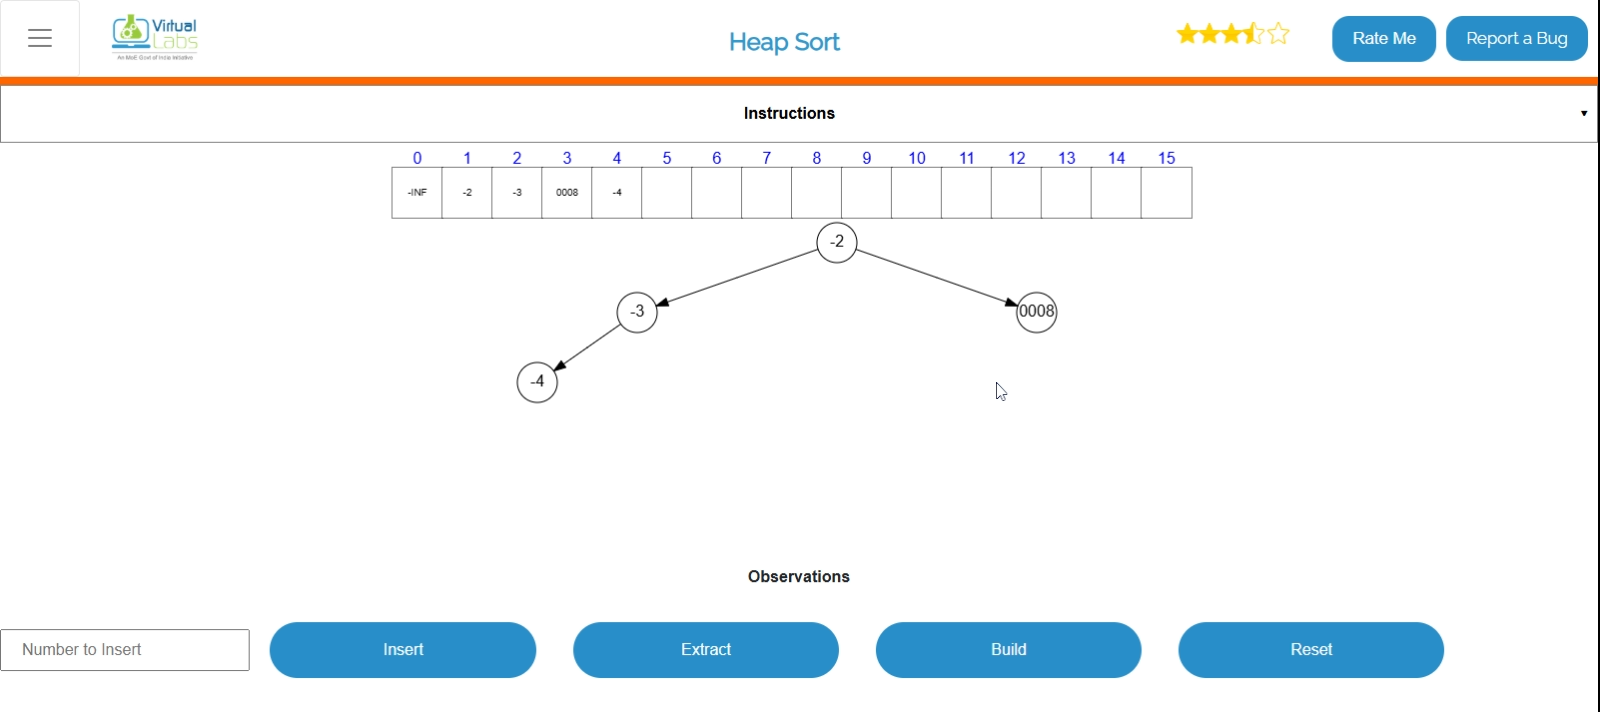 Virtual
Labs
An MoE Govt of India Initiative
Heap Sort
Rate Me
Report a Bug
Instructions
▼
0 1 2 3 4 5 6 7 8 9 10 11 12 13 14 15
-INF -2 -3 0008 -4
-2
-3
0008
-4
Observations
Number to Insert
Insert
Extract
Build
Reset